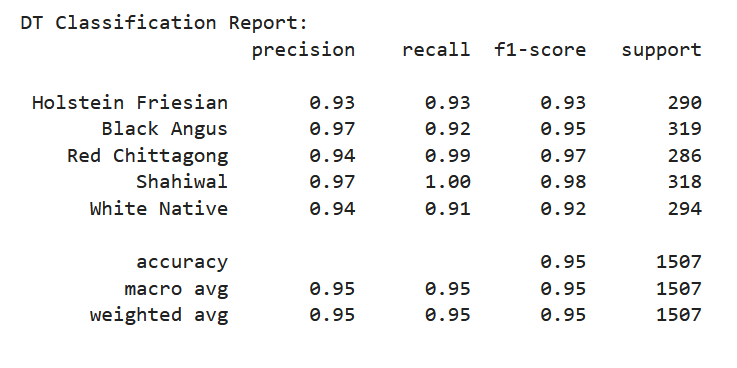 DT Classification Report:
precision recall f1-score support
Holstein Friesian 0.93 0.93 0.93 290
Black Angus 0.97 0.92 0.95 319
Red Chittagong 0.94 0.99 0.97 286
Shahiwal 0.97 1.00 0.98 318
White Native 0.94 0.91 0.92 294
accuracy 0.95 1507
macro avg 0.95 0.95 0.95 1507
weighted avg 0.95 0.95 0.95 1507